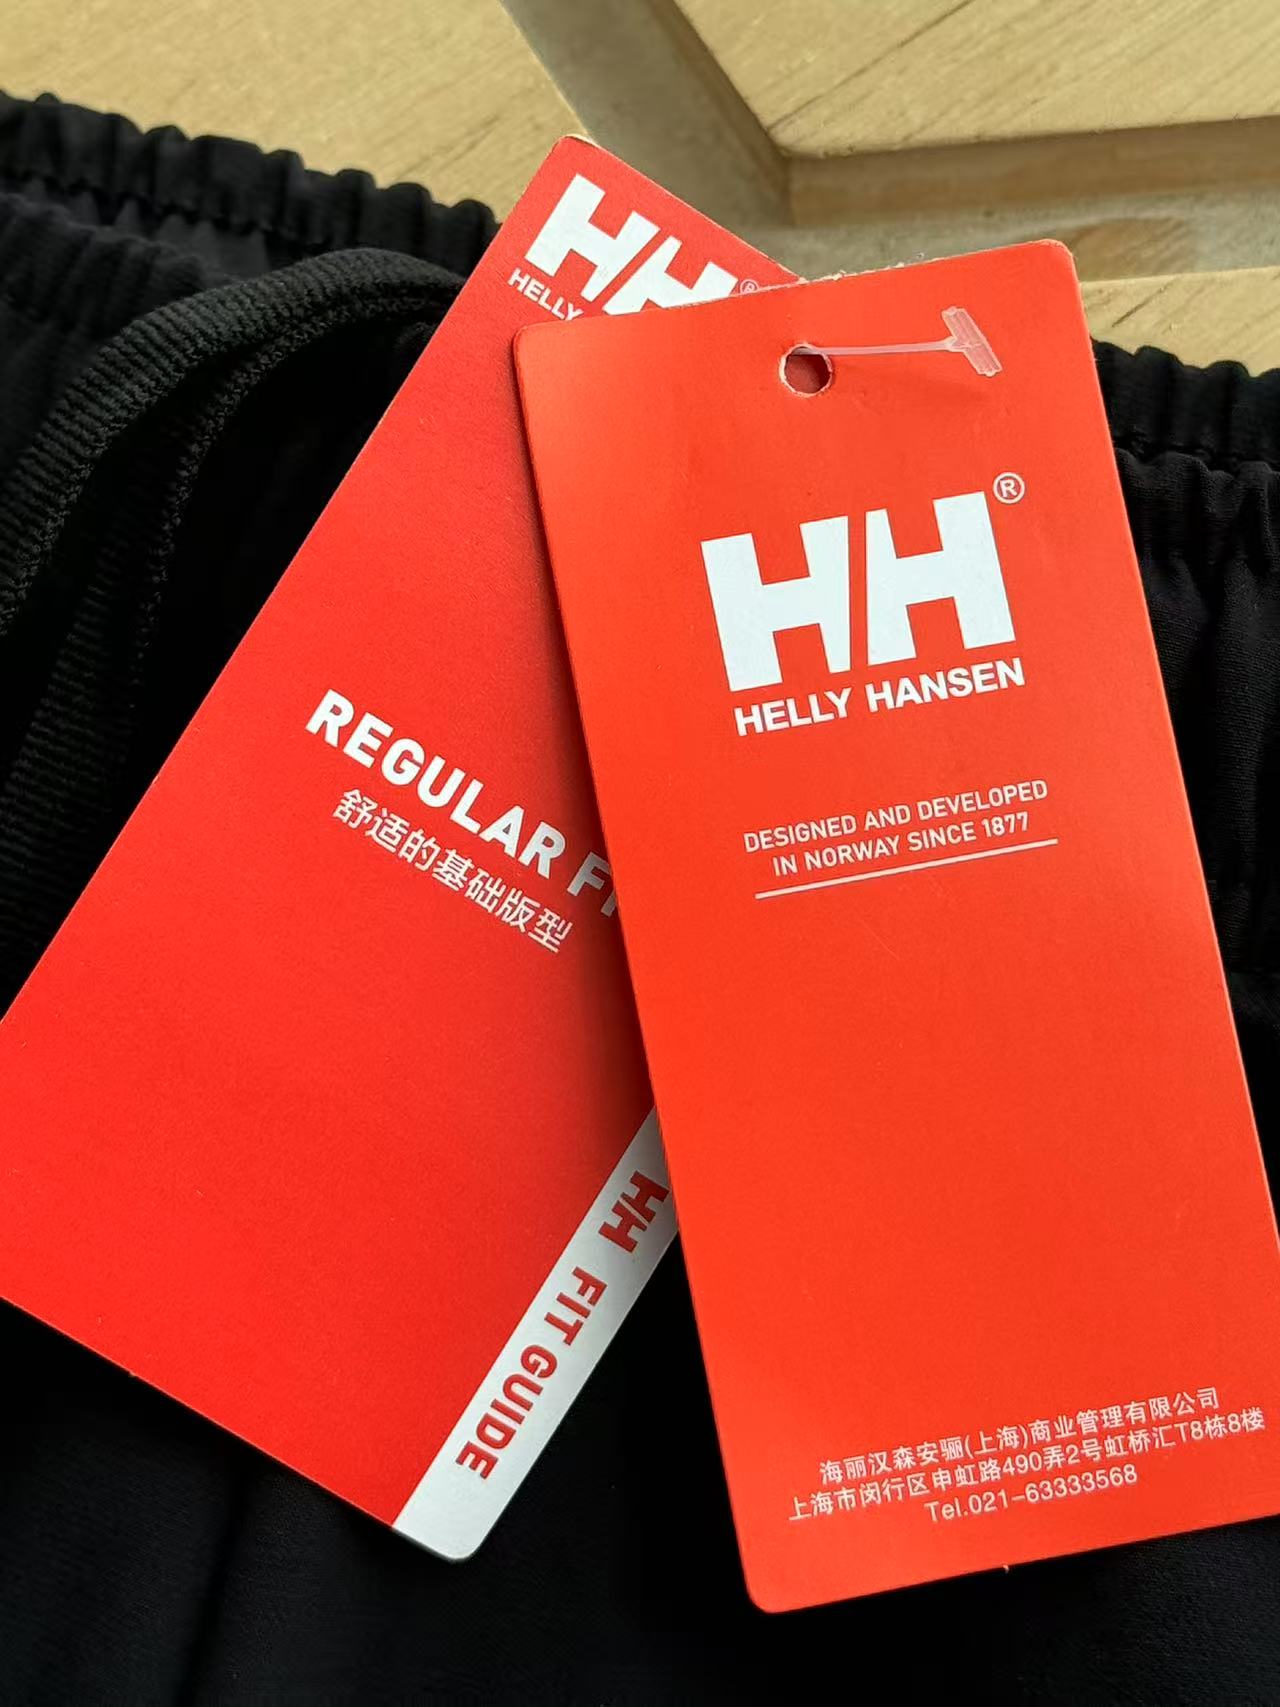 HH®
HELLY
REGULAR
舒适的基础版型
HH FIT GUIDE
HH®
HELLY HANSEN
DESIGNED AND DEVELOPED
IN NORWAY SINCE 1877
海丽汉森安骊(上海)商业管理有限公司
上海市闵行区申虹路490弄2号虹桥汇T8栋8楼
Tel.021-63333568